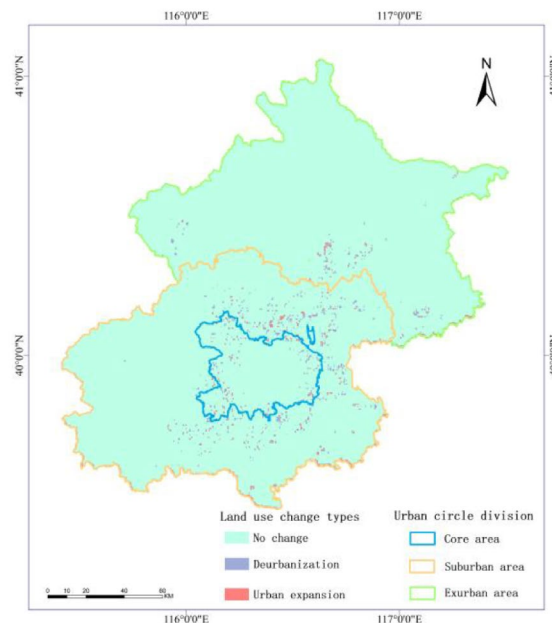 116°0'0"E 117°0'0"E
41°0'0"N
N
40°0'0"N
Land use change types Urban circle division
No change Core area
Deurbanization Suburban area
Urban expansion Exurban area
0 10 20 40 60 80
KM
116°0'0"E 117°0'0"E